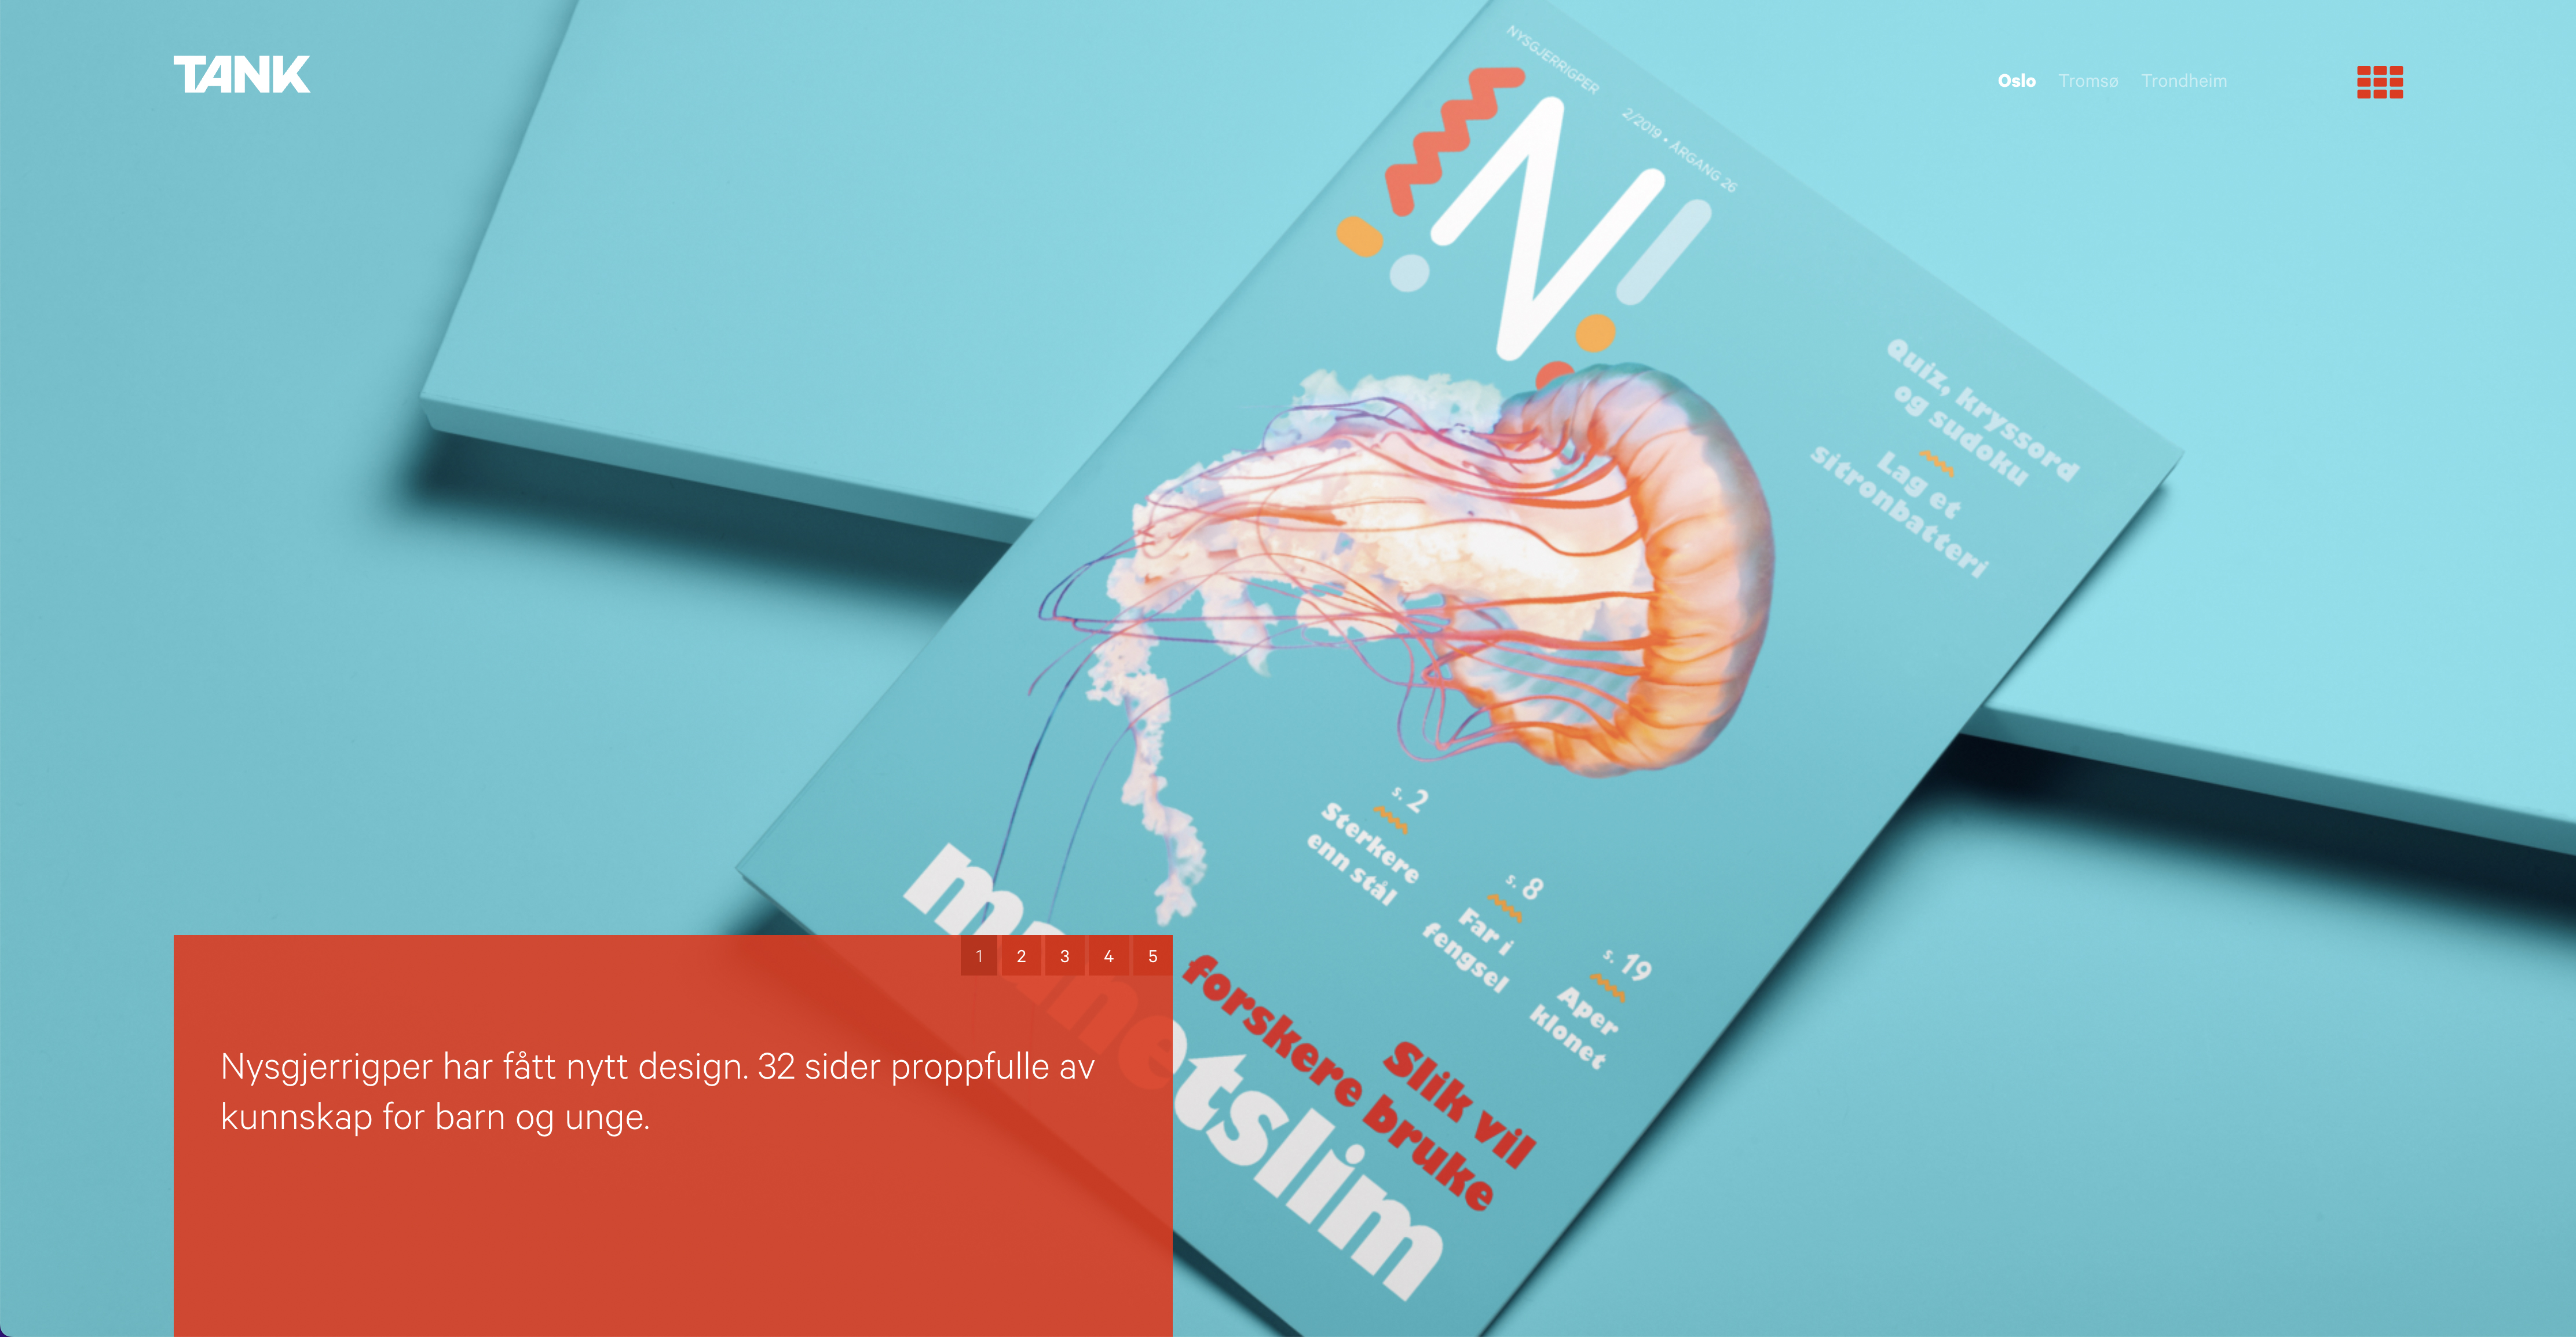 TANK
Oslo Tromsø Trondheim
NYSGJERRIGPER 2/2019 • ÅRGANG 26
N!
Quiz, kryssord
og sudoku
Lag et
sitronbatteri
s. 2
Sterkere
enn stål
s. 8
Far i
fengsel
s. 19
Aper
klonet
Slik vil
forskere bruke
manetslim
1 2 3 4 5
Nysgjerrigper har fått nytt design. 32 sider proppfulle av
kunnskap for barn og unge.